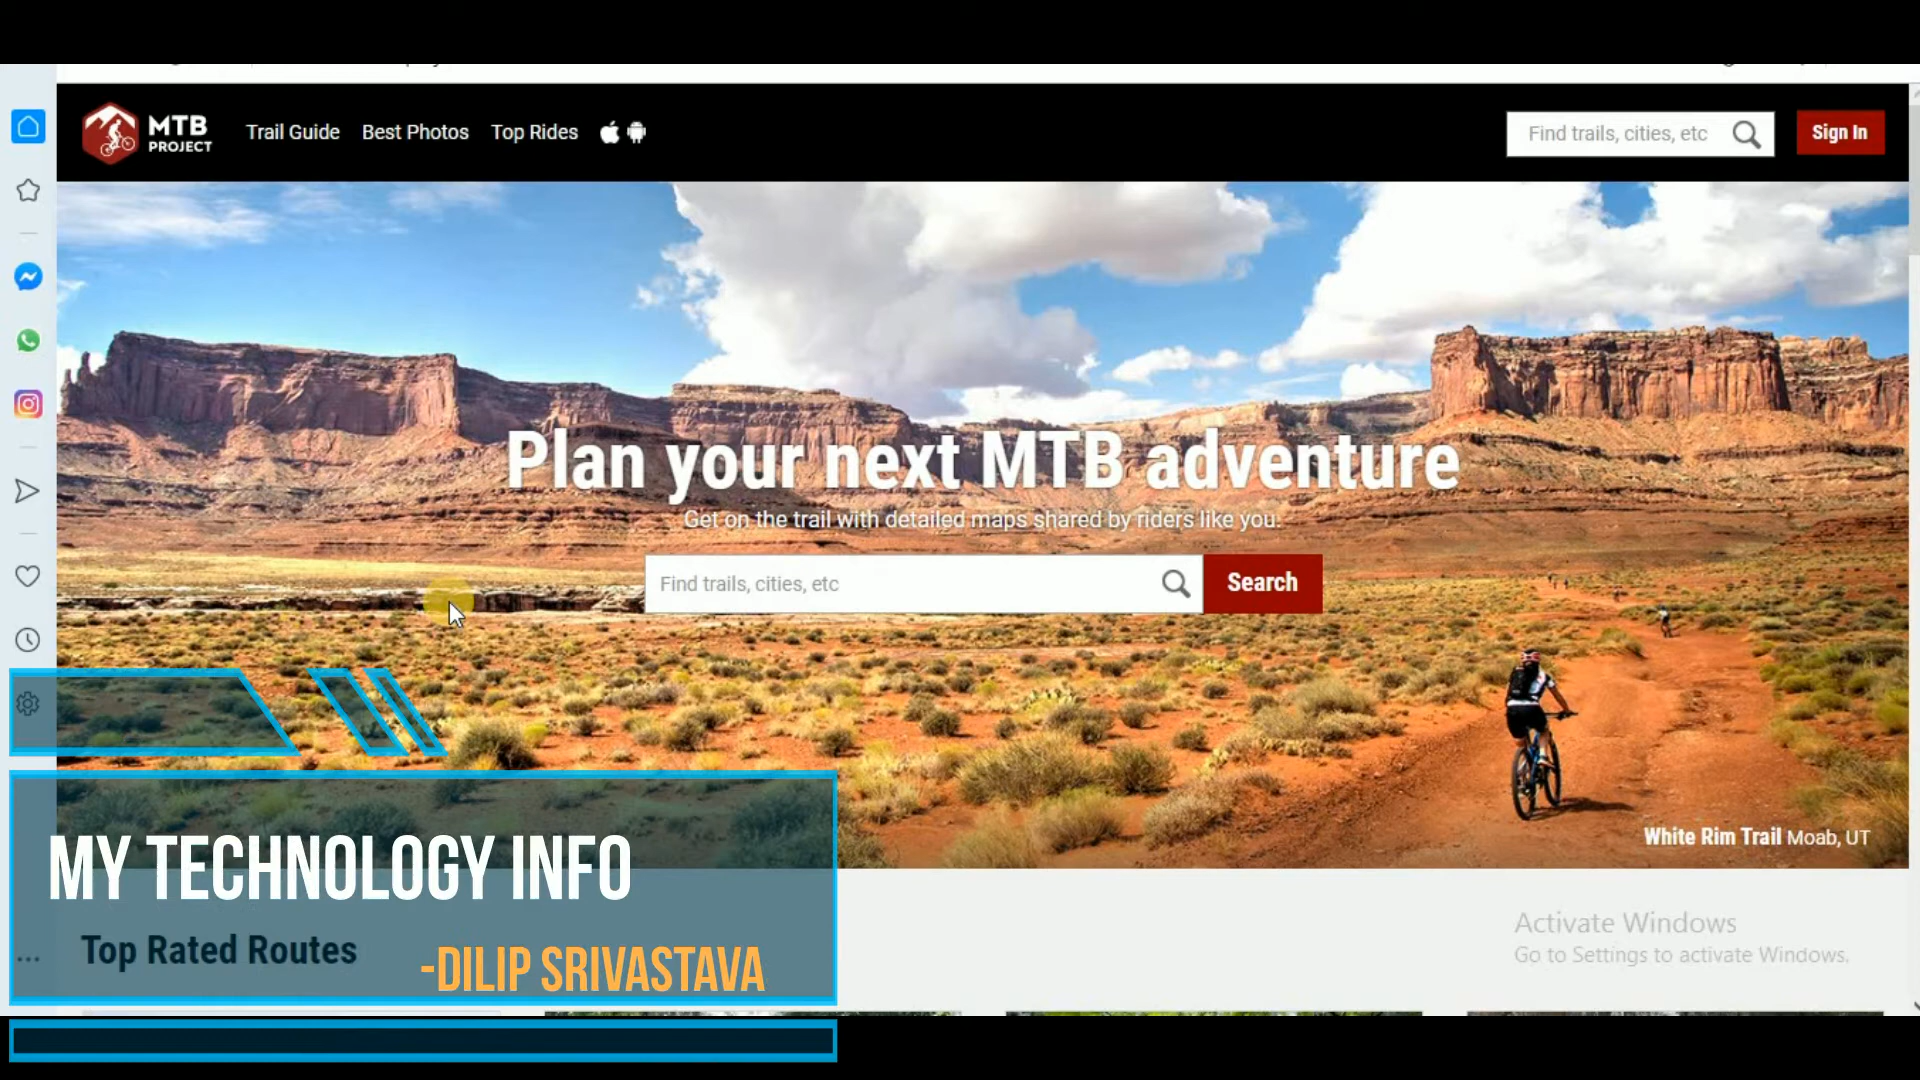 MTB
PROJECT
Trail Guide Best Photos Top Rides
Find trails, cities, etc
Sign In
Plan your next MTB adventure
Get on the trail with detailed maps shared by riders like you.
Find trails, cities, etc
Search
White Rim Trail Moab, UT
MY TECHNOLOGY INFO
Top Rated Routes
-DILIP SRIVASTAVA
Activate Windows
Go to Settings to activate Windows.